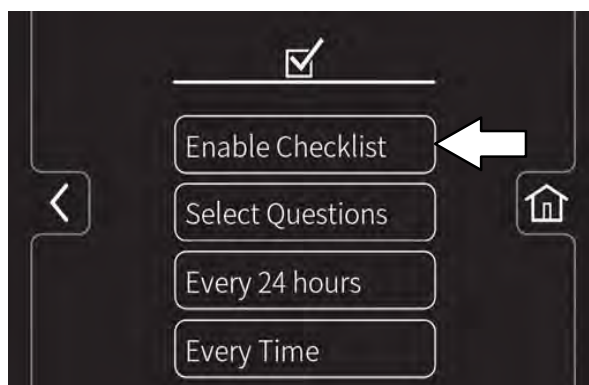 Enable Checklist
Select Questions
Every 24 hours
Every Time